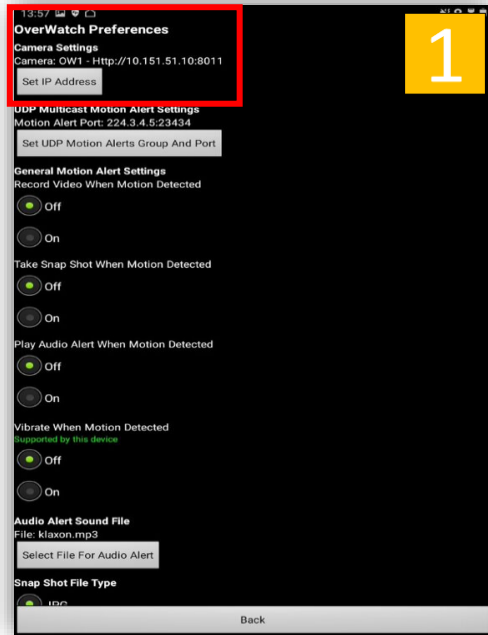 13:57
1
OverWatch Preferences
Camera Settings
Camera: OW1 - Http://10.151.51.10:8011
Set IP Address
UDP Multicast Motion Alert Settings
Motion Alert Port: 224.3.4.5:23434
Set UDP Motion Alerts Group And Port
General Motion Alert Settings
Record Video When Motion Detected
Off
On
Take Snap Shot When Motion Detected
Off
On
Play Audio Alert When Motion Detected
Off
On
Vibrate When Motion Detected
Supported by this device
Off
On
Audio Alert Sound File
File: klaxon.mp3
Select File For Audio Alert
Snap Shot File Type
JPG
Back